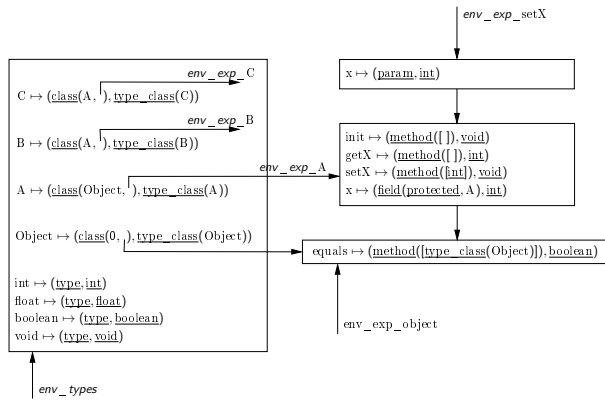 env_exp_setX
env_exp_C
C ↦ (class(A, ),type_class(C))
env_exp_B
B ↦ (class(A, ),type_class(B))
env_exp_A
A ↦ (class(Object, ),type_class(A))
Object ↦ (class(0, ),type_class(Object))
int ↦ (type,int)
float ↦ (type,float)
boolean ↦ (type,boolean)
void ↦ (type,void)
env_types
x ↦ (param,int)
init ↦ (method([ ]),void)
getX ↦ (method([ ]),int)
setX ↦ (method([int]),void)
x ↦ (field(protected, A),int)
equals ↦ (method([type_class(Object)]),boolean)
env_exp_object